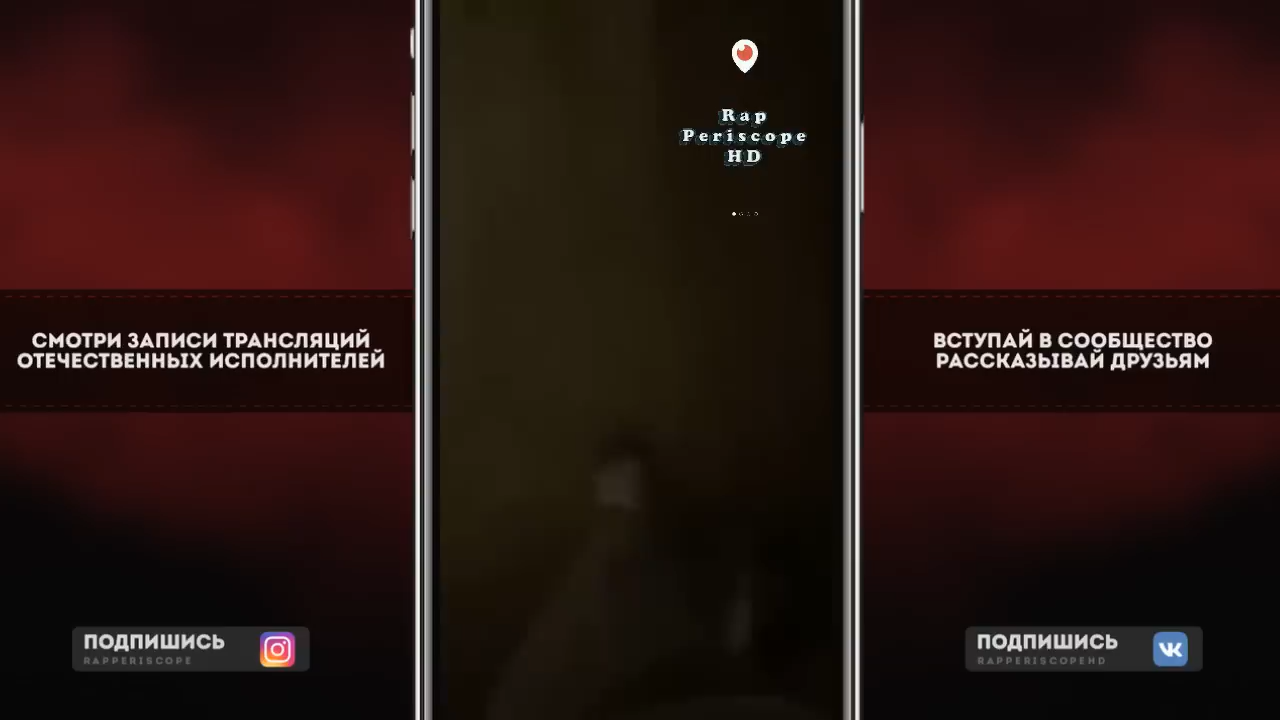 Rap
Periscope
HD
СМОТРИ ЗАПИСИ ТРАНСЛЯЦИЙ
ОТЕЧЕСТВЕННЫХ ИСПОЛНИТЕЛЕЙ
ВСТУПАЙ В СООБЩЕСТВО
РАССКАЗЫВАЙ ДРУЗЬЯМ
ПОДПИШИСЬ
RAPPERISCOPE
ПОДПИШИСЬ
RAPPERISCOPEHD